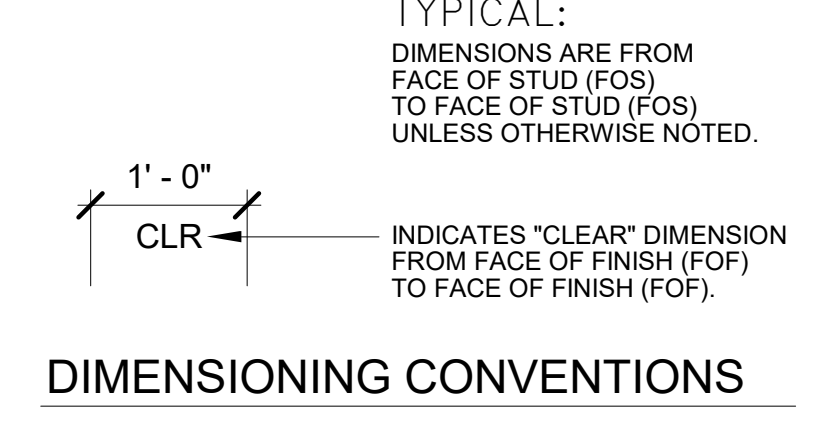 TYPICAL:
DIMENSIONS ARE FROM
FACE OF STUD (FOS)
TO FACE OF STUD (FOS)
UNLESS OTHERWISE NOTED.
1' - 0"
CLR
INDICATES "CLEAR" DIMENSION
FROM FACE OF FINISH (FOF)
TO FACE OF FINISH (FOF).
DIMENSIONING CONVENTIONS